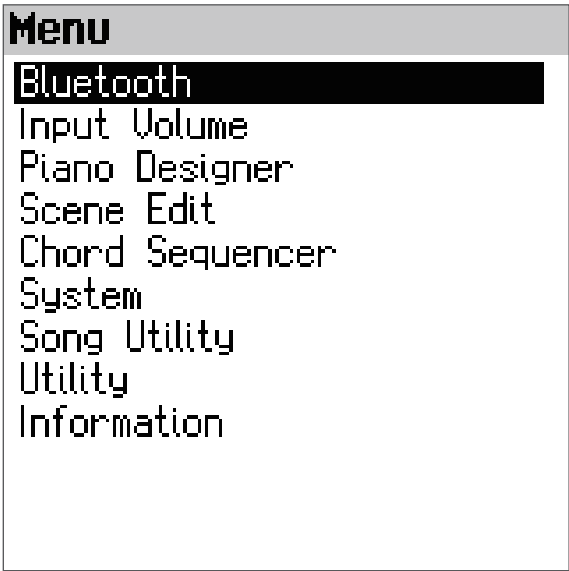 Menu
Bluetooth
Input Volume
Piano Designer
Scene Edit
Chord Sequencer
System
Song Utility
Utility
Information